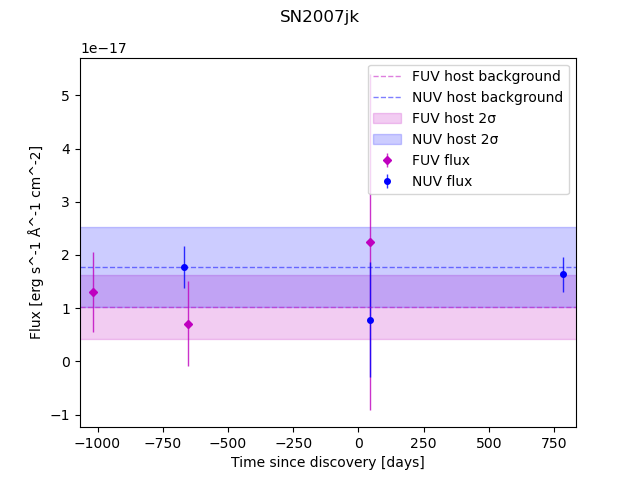 SN2007jk
1e−17
FUV host background
NUV host background
FUV host 2σ
NUV host 2σ
FUV flux
NUV flux
5
4
3
2
1
0
−1
Flux [erg s^-1 Å^-1 cm^-2]
−1000 −750 −500 −250 0 250 500 750
Time since discovery [days]